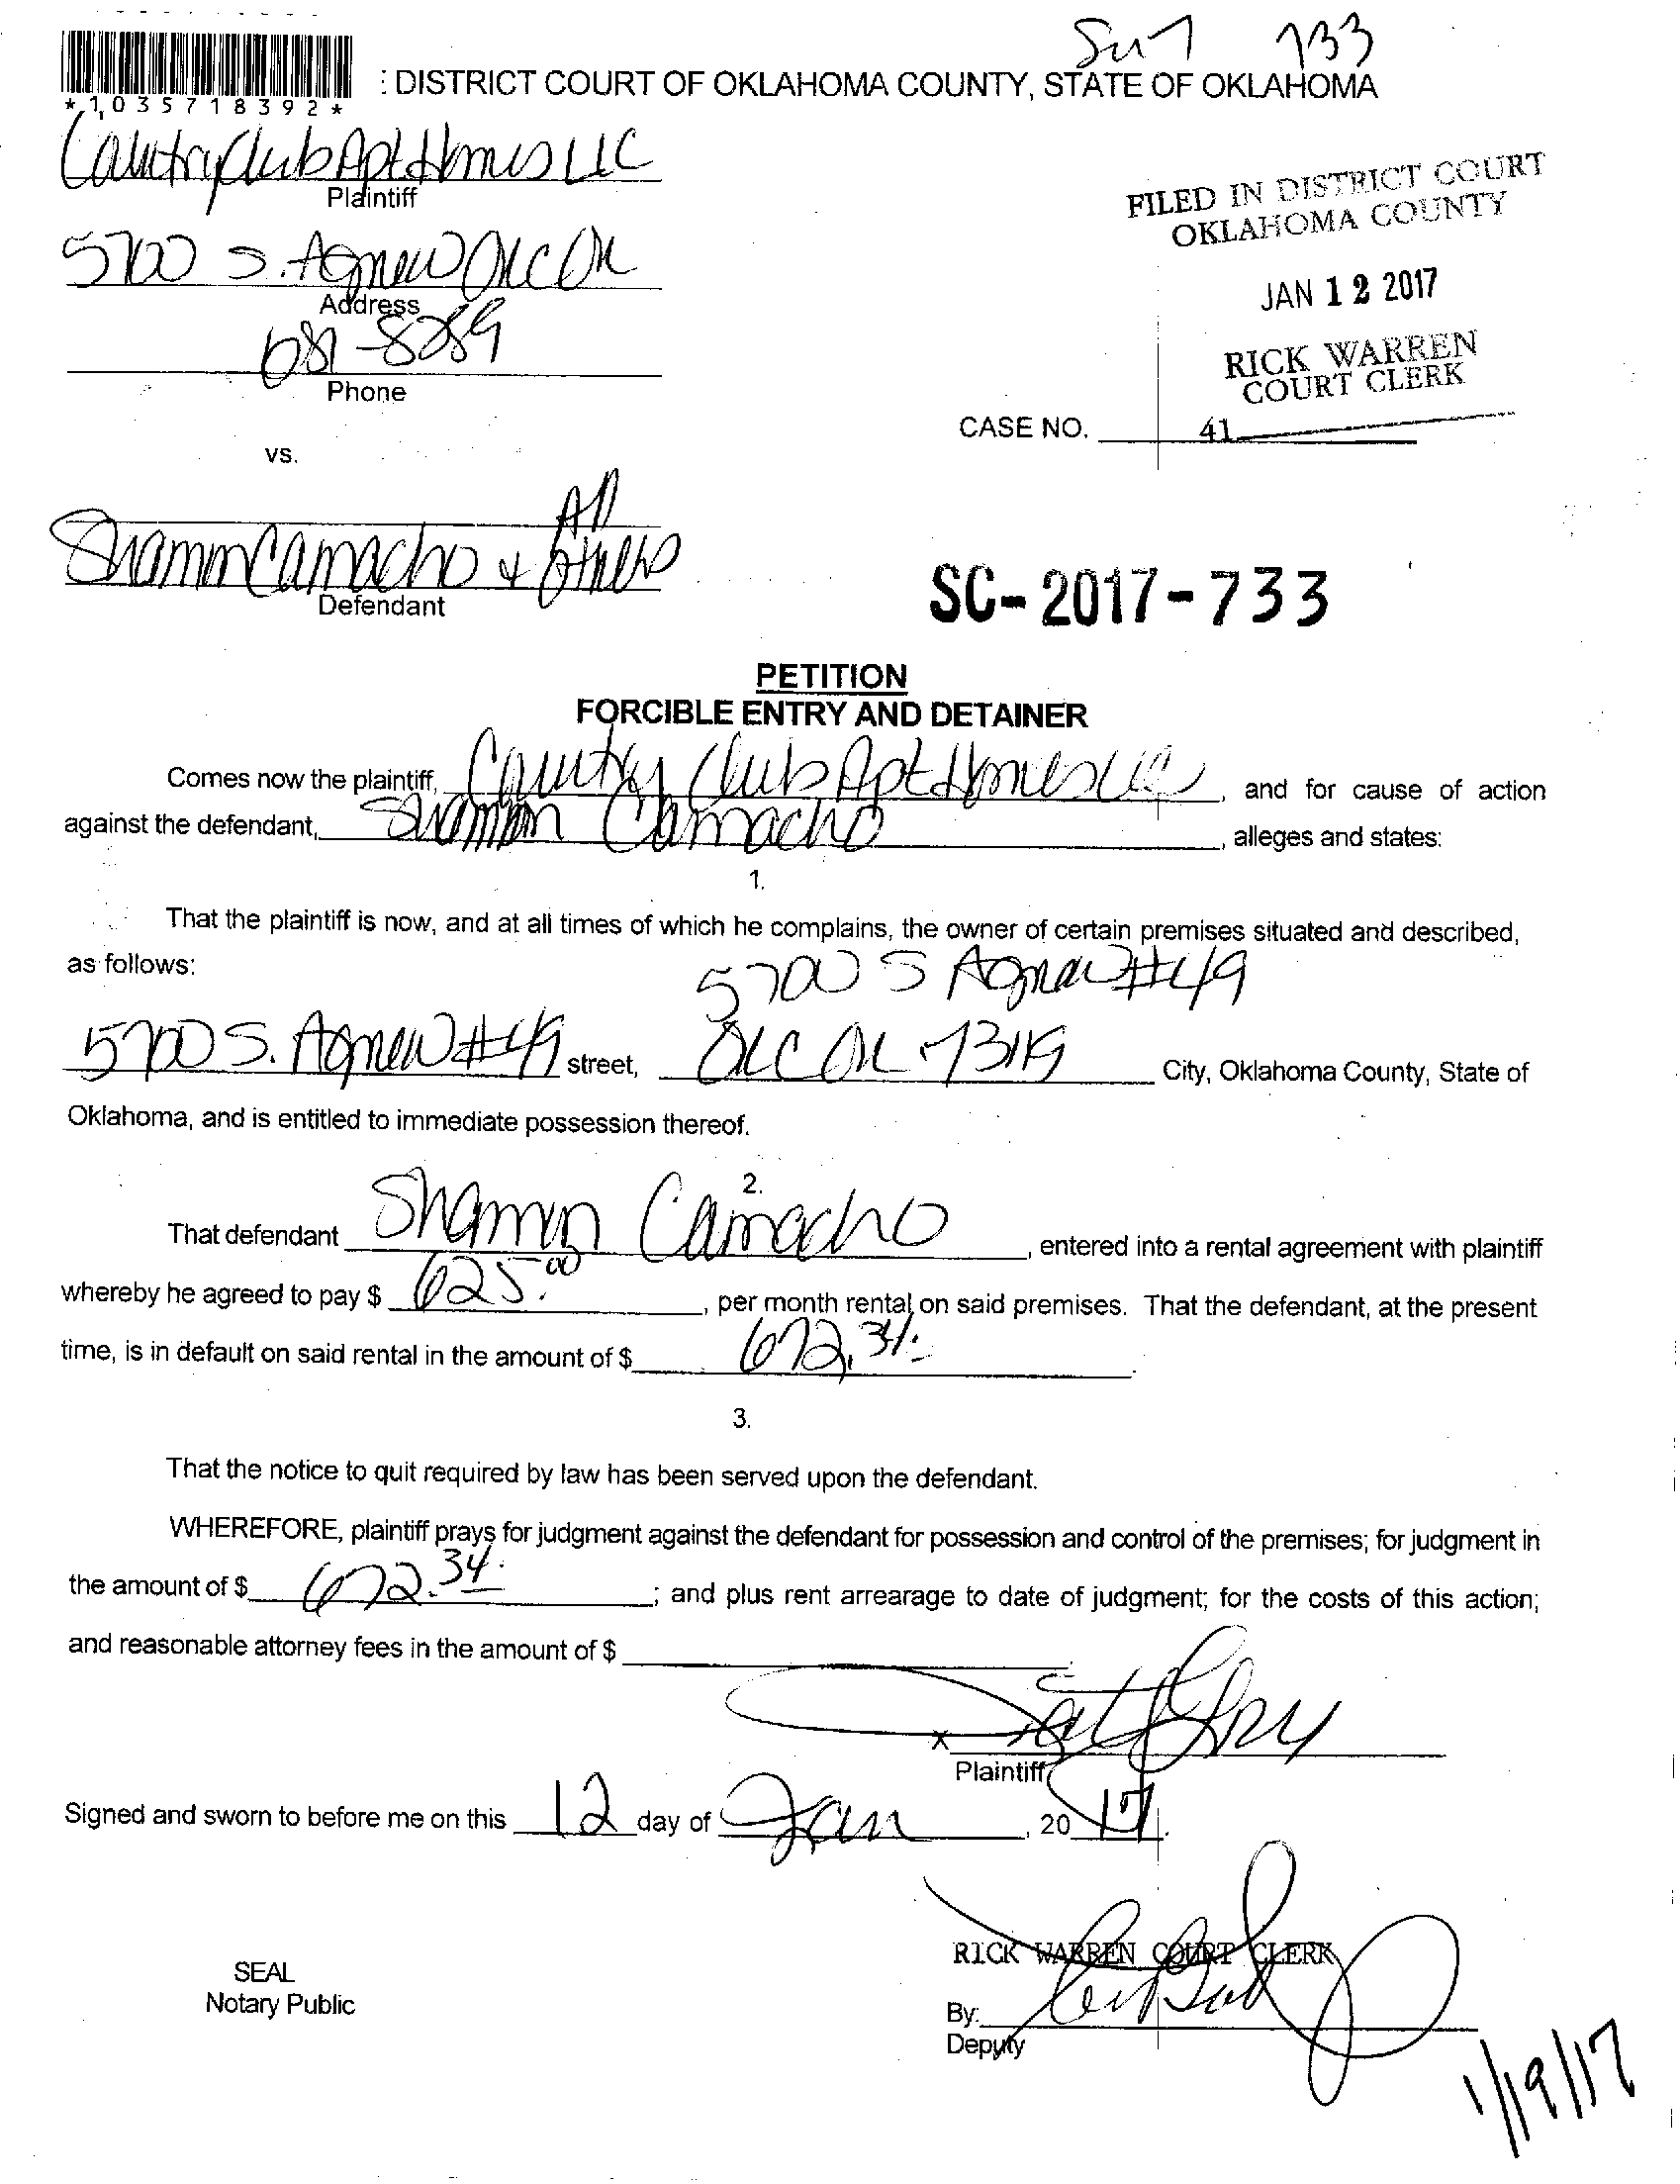 733
: DISTRICT COURT OF OKLAHOMA COUNTY, STATE OF OKLAHOMA
*1035718392*
Country Club Apt Homes LLC
Plaintiff
FILED IN DISTRICT COURT
OKLAHOMA COUNTY
5700 S. Agnew OKC OK
Address
JAN 12 2017
681-8289
Phone
RICK WARREN
COURT CLERK
CASE NO. 41
vs.
All
Camacho & Others
Defendant
SC-2017-733
PETITION
FORCIBLE ENTRY AND DETAINER
Comes now the plaintiff, Country Club Apt Homes LLC, and for cause of action
against the defendant, Camacho, alleges and states:
1.
That the plaintiff is now, and at all times of which he complains, the owner of certain premises situated and described,
as follows:
5700 S Agnew #49
5700 S. Agnew #49 street, OKC OK 73119 City, Oklahoma County, State of
Oklahoma, and is entitled to immediate possession thereof.
2.
That defendant Camacho, entered into a rental agreement with plaintiff
whereby he agreed to pay $ 625.00, per month rental on said premises. That the defendant, at the present
time, is in default on said rental in the amount of $ 672.34.
3.
That the notice to quit required by law has been served upon the defendant.
WHEREFORE, plaintiff prays for judgment against the defendant for possession and control of the premises; for judgment in
the amount of $ 672.34; and plus rent arrearage to date of judgment; for the costs of this action;
and reasonable attorney fees in the amount of $
x
Plaintiff
Signed and sworn to before me on this 12 day of Jan, 20 17.
RICK WARREN COURT CLERK
SEAL
Notary Public
By:
Deputy
1/19/17